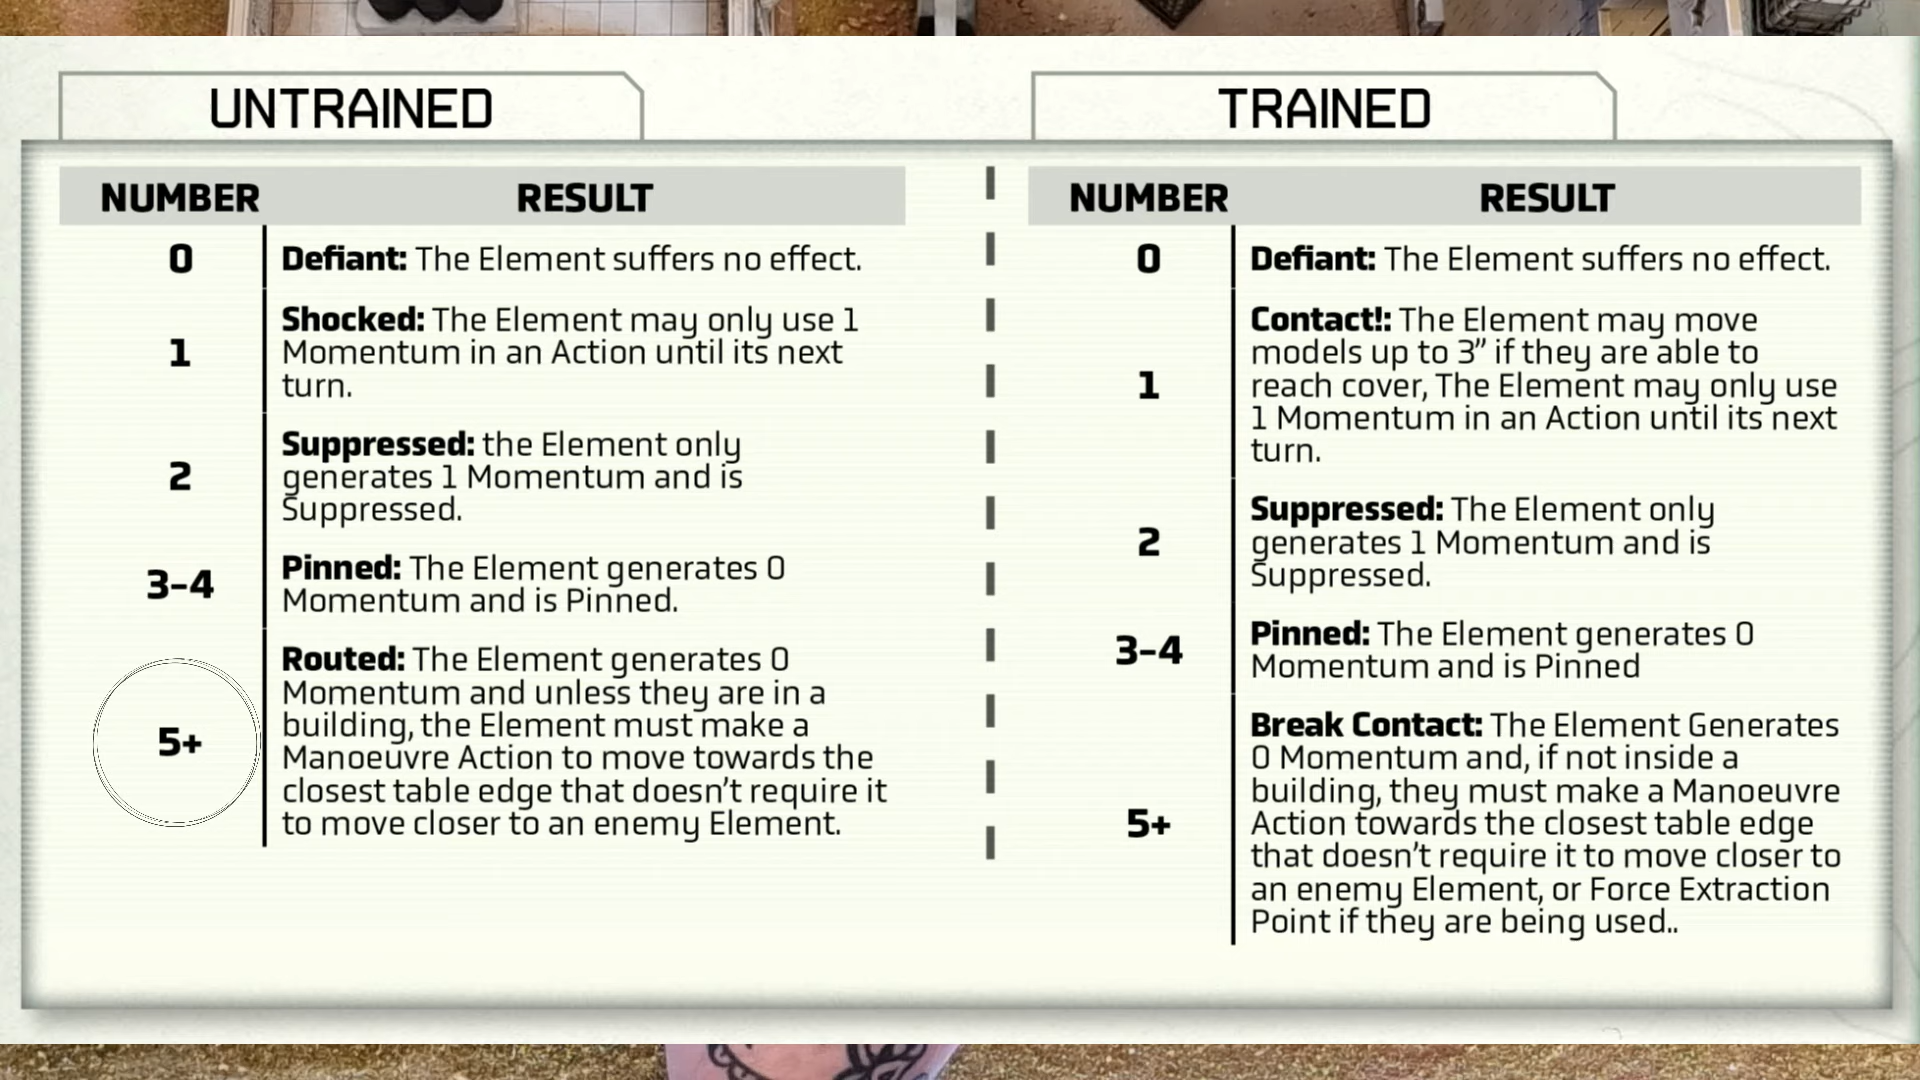 UNTRAINED
NUMBER RESULT
0 Defiant: The Element suffers no effect.
1 Shocked: The Element may only use 1
Momentum in an Action until its next
turn.
2 Suppressed: the Element only
generates 1 Momentum and is
Suppressed.
3-4 Pinned: The Element generates 0
Momentum and is Pinned.
5+ Routed: The Element generates 0
Momentum and unless they are in a
building, the Element must make a
Manoeuvre Action to move towards the
closest table edge that doesn't require it
to move closer to an enemy Element.
TRAINED
NUMBER RESULT
0 Defiant: The Element suffers no effect.
1 Contact!: The Element may move
models up to 3” if they are able to
reach cover, The Element may only use
1 Momentum in an Action until its next
turn.
2 Suppressed: The Element only
generates 1 Momentum and is
Suppressed.
3-4 Pinned: The Element generates 0
Momentum and is Pinned
5+ Break Contact: The Element Generates
0 Momentum and, if not inside a
building, they must make a Manoeuvre
Action towards the closest table edge
that doesn't require it to move closer to
an enemy Element, or Force Extraction
Point if they are being used..